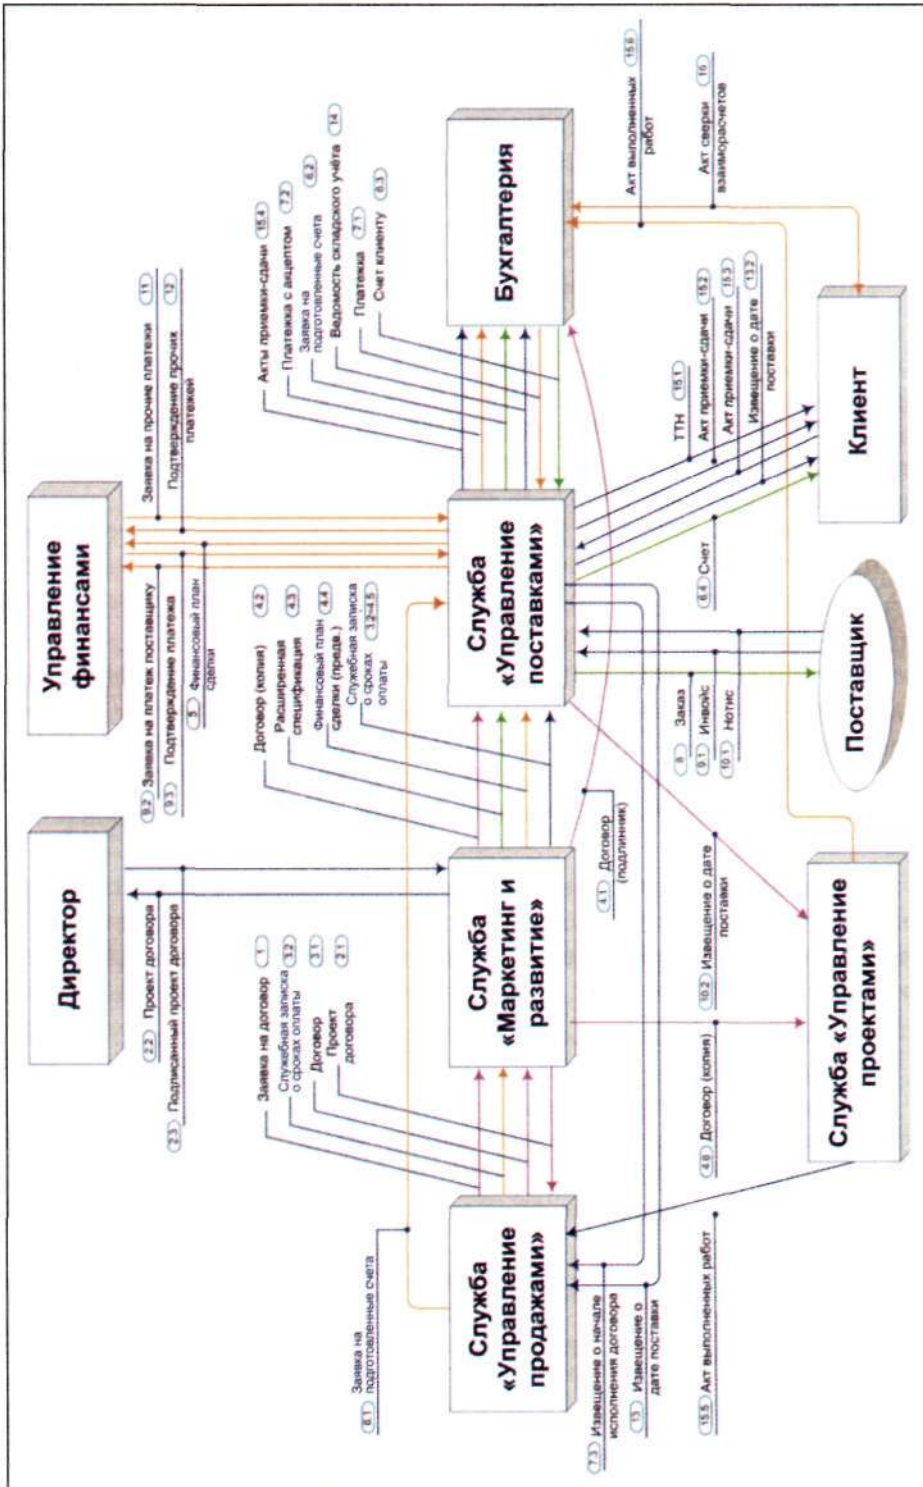 Директор
Управление
финансами
2.2 Проект договора
2.3 Подписанный проект договора
9.2 Заявка на платеж поставщику
9.3 Подтверждение платежа
5 Финансовый план
сделки
Заявка на прочие платежи 11
Подтверждение прочих 12
платежей
Заявка на
6.1 подготовленные счета
Заявка на договор 1
Служебная записка 3.2
о сроках оплаты
Договор 3.1
Проект 2.1
договора
Договор (копия) 4.2
Расширенная
спецификация 4.3
Финансовый план 4.4
сделки (предв.)
Служебная записка
о сроках 3.2-4.5
оплаты
Акты приемки-сдачи 15.4
Платежка с акцептом 7.2
Заявка на 6.2
подготовленные счета
Ведомость складского учёта 14
Платежка 7.1
Счет клиенту 6.3
Служба
«Управление
продажами»
Служба
«Маркетинг и
развитие»
Служба
«Управление
поставками»
Бухгалтерия
7.3 Извещение о начале
исполнения договора
13 Извещение о
дате поставки
4.1 Договор
(подлинник)
8 Заказ
9.1 Инвойс
10.1 Нотис
6.4 Счет
ТТН 15.1
Акт приемки-сдачи 15.2
Акт приемки-сдачи 15.3
Извещение о дате 13.2
поставки
Акт выполненных 15.6
работ
Акт сверки 16
взаиморасчетов
15.5 Акт выполненных работ
4.6 Договор (копия)
10.2 Извещение о дате
поставки
Служба «Управление
проектами»
Поставщик
Клиент